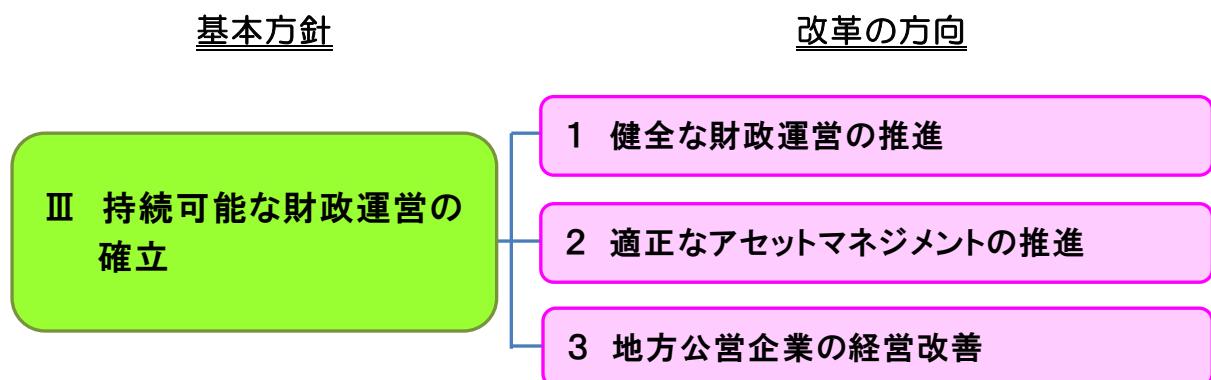 基本方針
改革の方向
Ⅲ 持続可能な財政運営の
確立
1 健全な財政運営の推進
2 適正なアセットマネジメントの推進
3 地方公営企業の経営改善